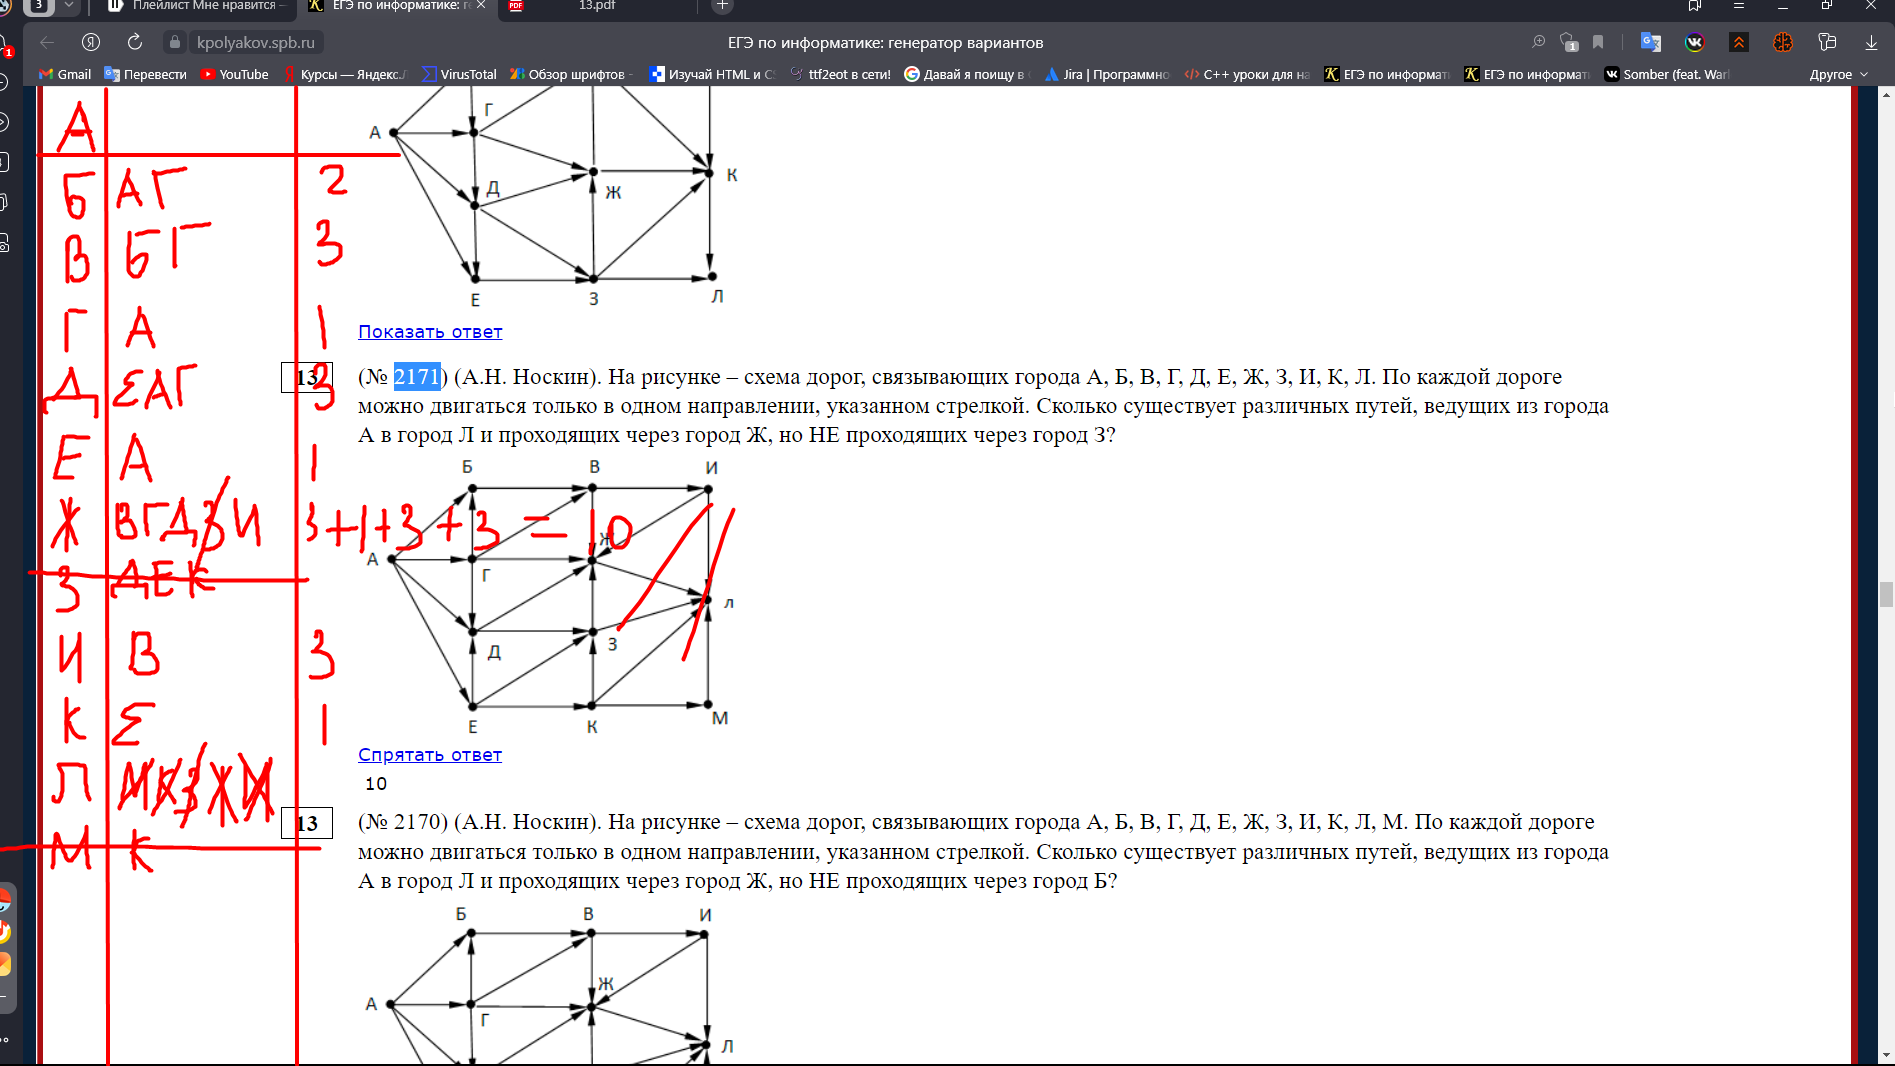 3
Плейлист Мне нравится —
ЕГЭ по информатике: ге
13.pdf
kpolyakov.spb.ru
ЕГЭ по информатике: генератор вариантов
1
Gmail
Перевести
YouTube
Курсы — Яндекс.
VirusTotal
Обзор шрифтов -
Изучай HTML и CS
ttf2eot в сети!
Давай я поищу в
Jira | Программно
C++ уроки для на
ЕГЭ по информати
ЕГЭ по информати
Somber (feat. War
Другое
А
Б АГ 2
В БГ 3
Г А 1
Д ЕАГ 3
Е А 1
Ж ВГДЗИ 3+1+3+3=10
З ДЕК
И В 3
К Е 1
Л МКЗЖИ
М К
Г
А
К
Д
Ж
Е
З
Л
Показать ответ
13
(№ 2171) (А.Н. Носкин). На рисунке – схема дорог, связывающих города А, Б, В, Г, Д, Е, Ж, З, И, К, Л. По каждой дороге
можно двигаться только в одном направлении, указанном стрелкой. Сколько существует различных путей, ведущих из города
А в город Л и проходящих через город Ж, но НЕ проходящих через город З?
Б В И
Ж
А
Г
л
З
Д
Е К М
Спрятать ответ
10
13
(№ 2170) (А.Н. Носкин). На рисунке – схема дорог, связывающих города А, Б, В, Г, Д, Е, Ж, З, И, К, Л, М. По каждой дороге
можно двигаться только в одном направлении, указанном стрелкой. Сколько существует различных путей, ведущих из города
А в город Л и проходящих через город Ж, но НЕ проходящих через город Б?
Б В И
Ж
А
Г
Л